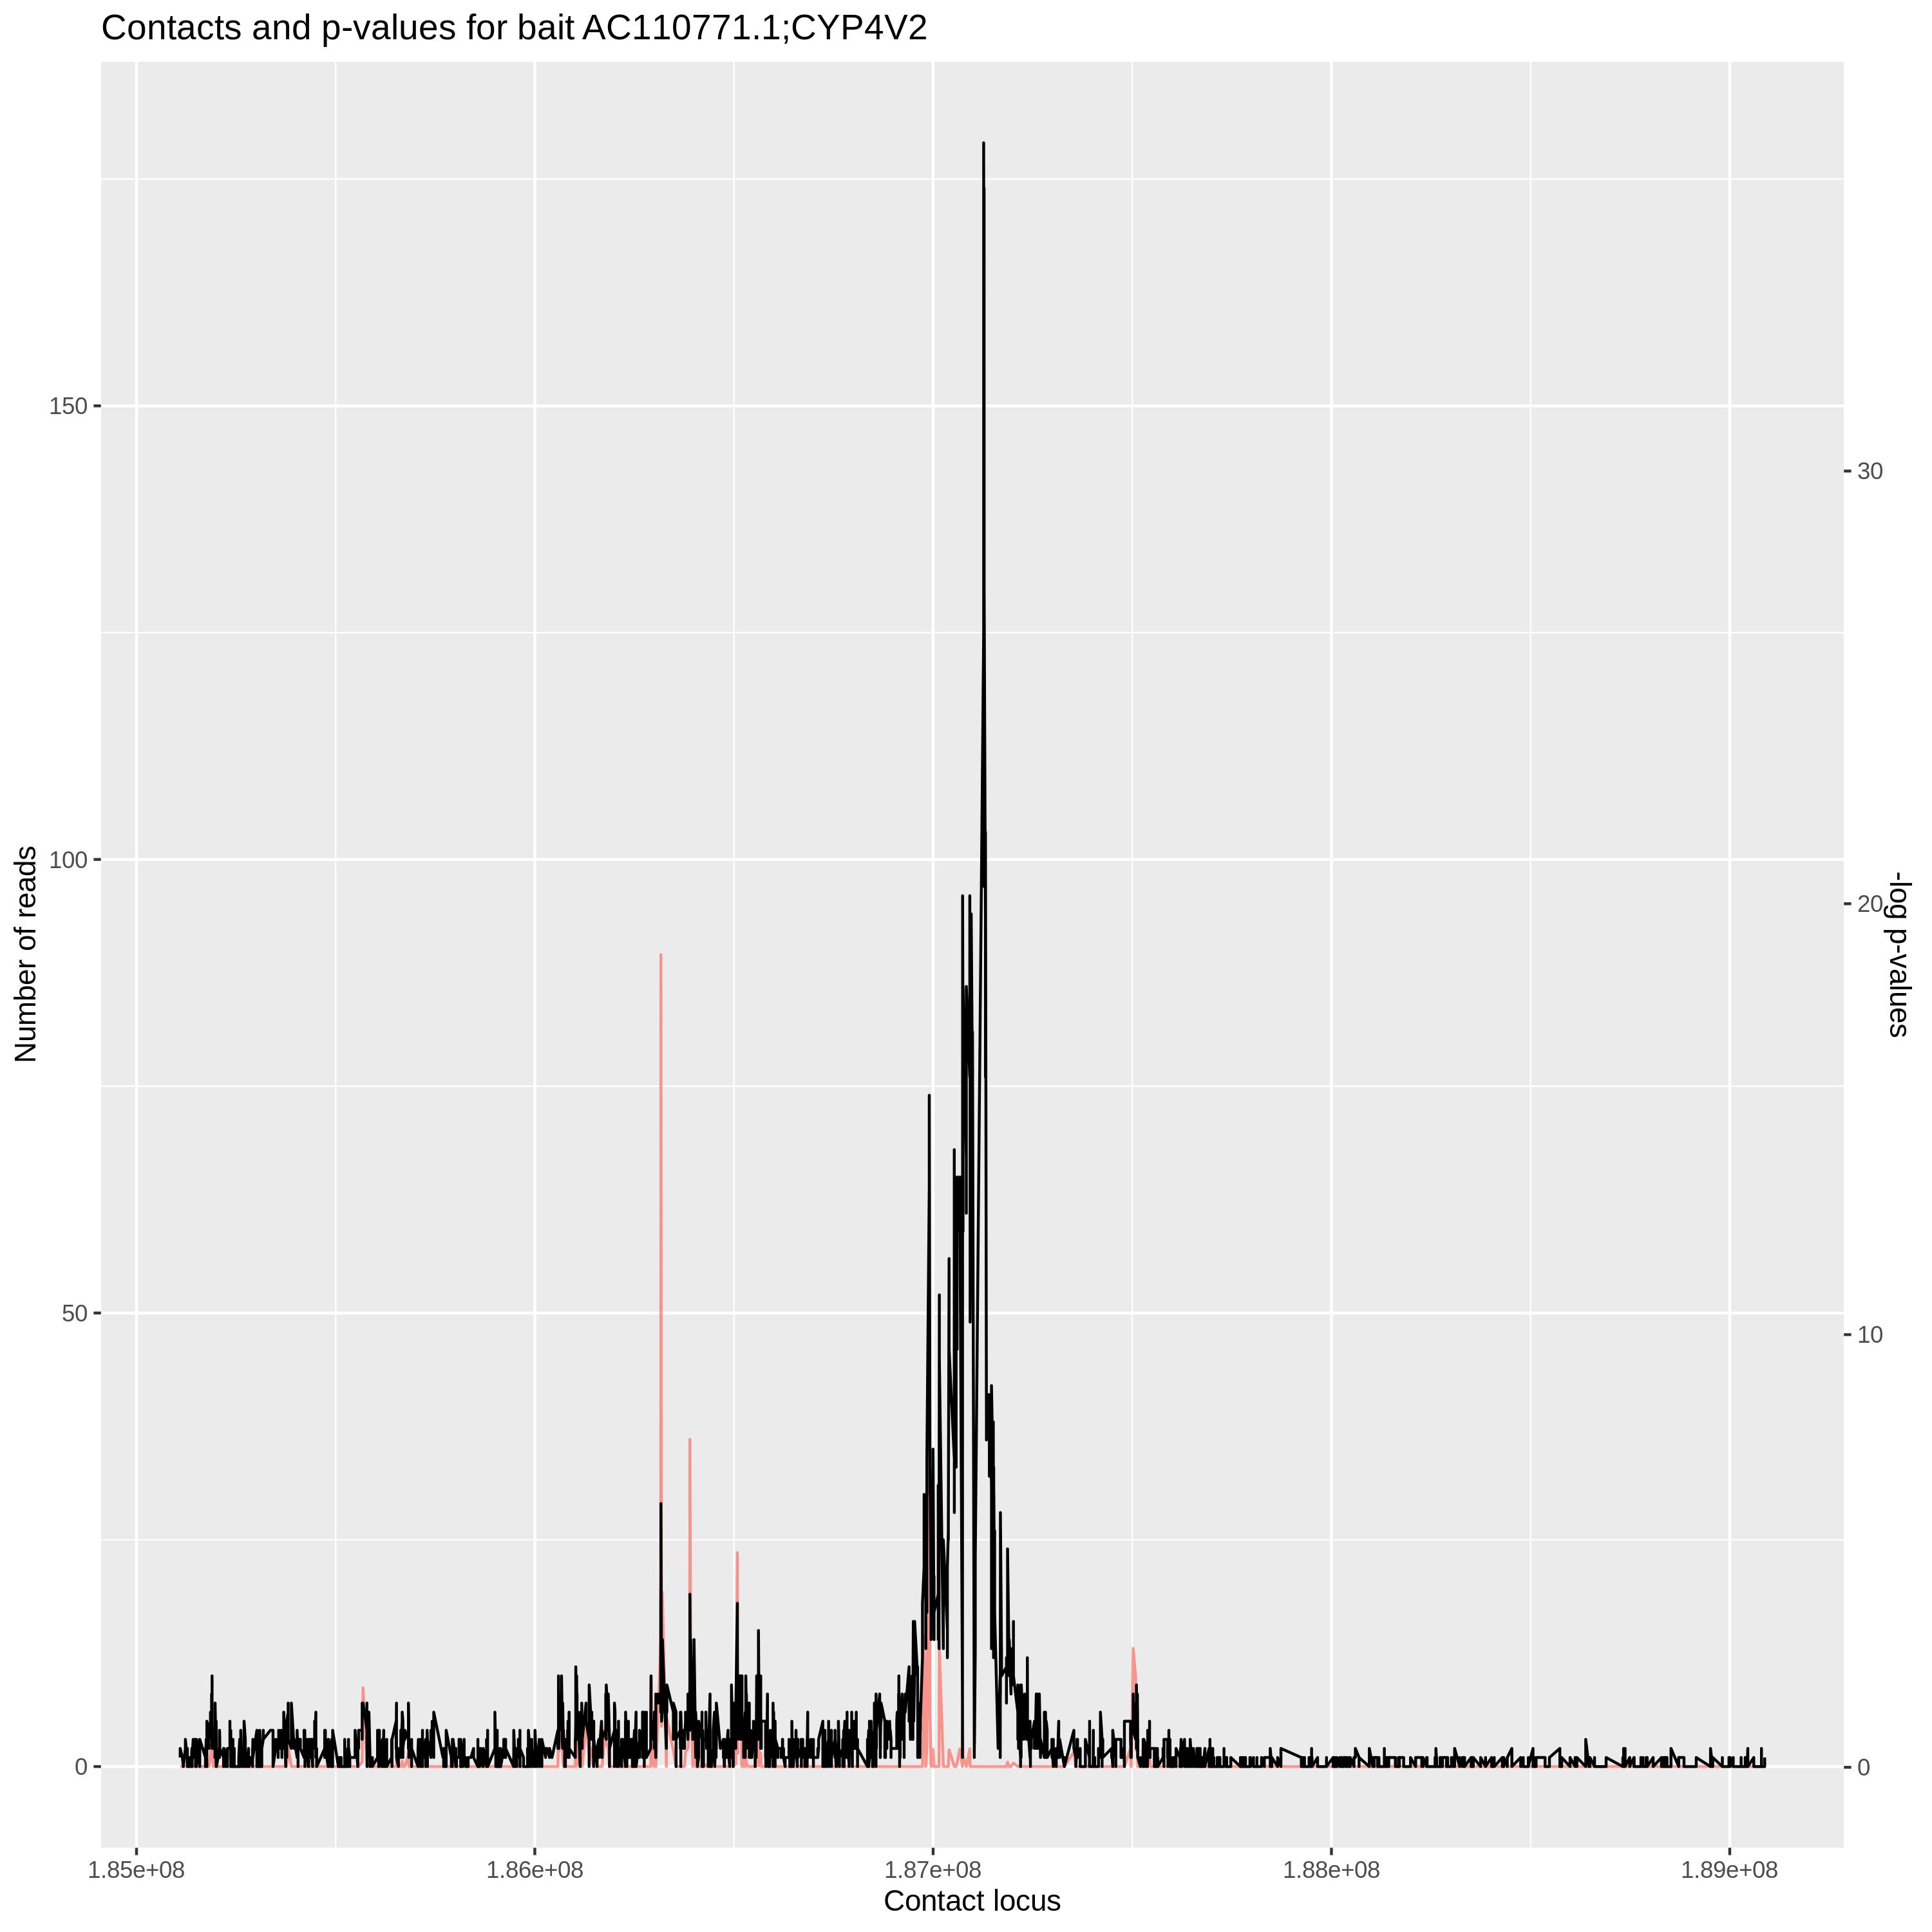 Contacts and p-values for bait AC110771.1;CYP4V2
150
100
50
0
Number of reads
30
20
10
0
-log p-values
1.85e+08
1.86e+08
1.87e+08
1.88e+08
1.89e+08
Contact locus